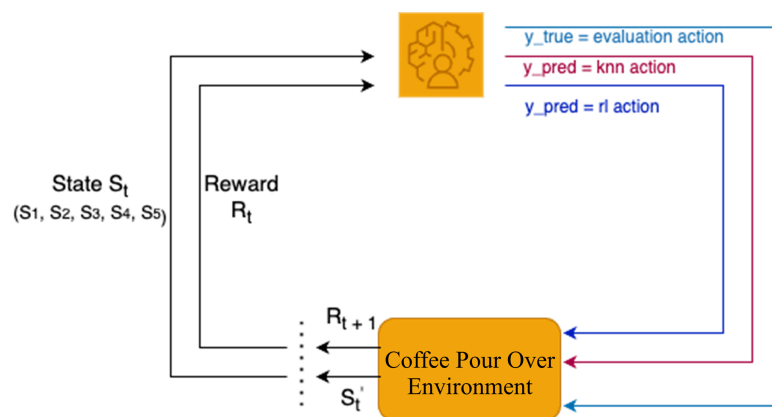 y_true = evaluation action
y_pred = knn action
y_pred = rl action
State St
(S1, S2, S3, S4, S5)
Reward
Rt
Rt + 1
St'
Coffee Pour Over
Environment